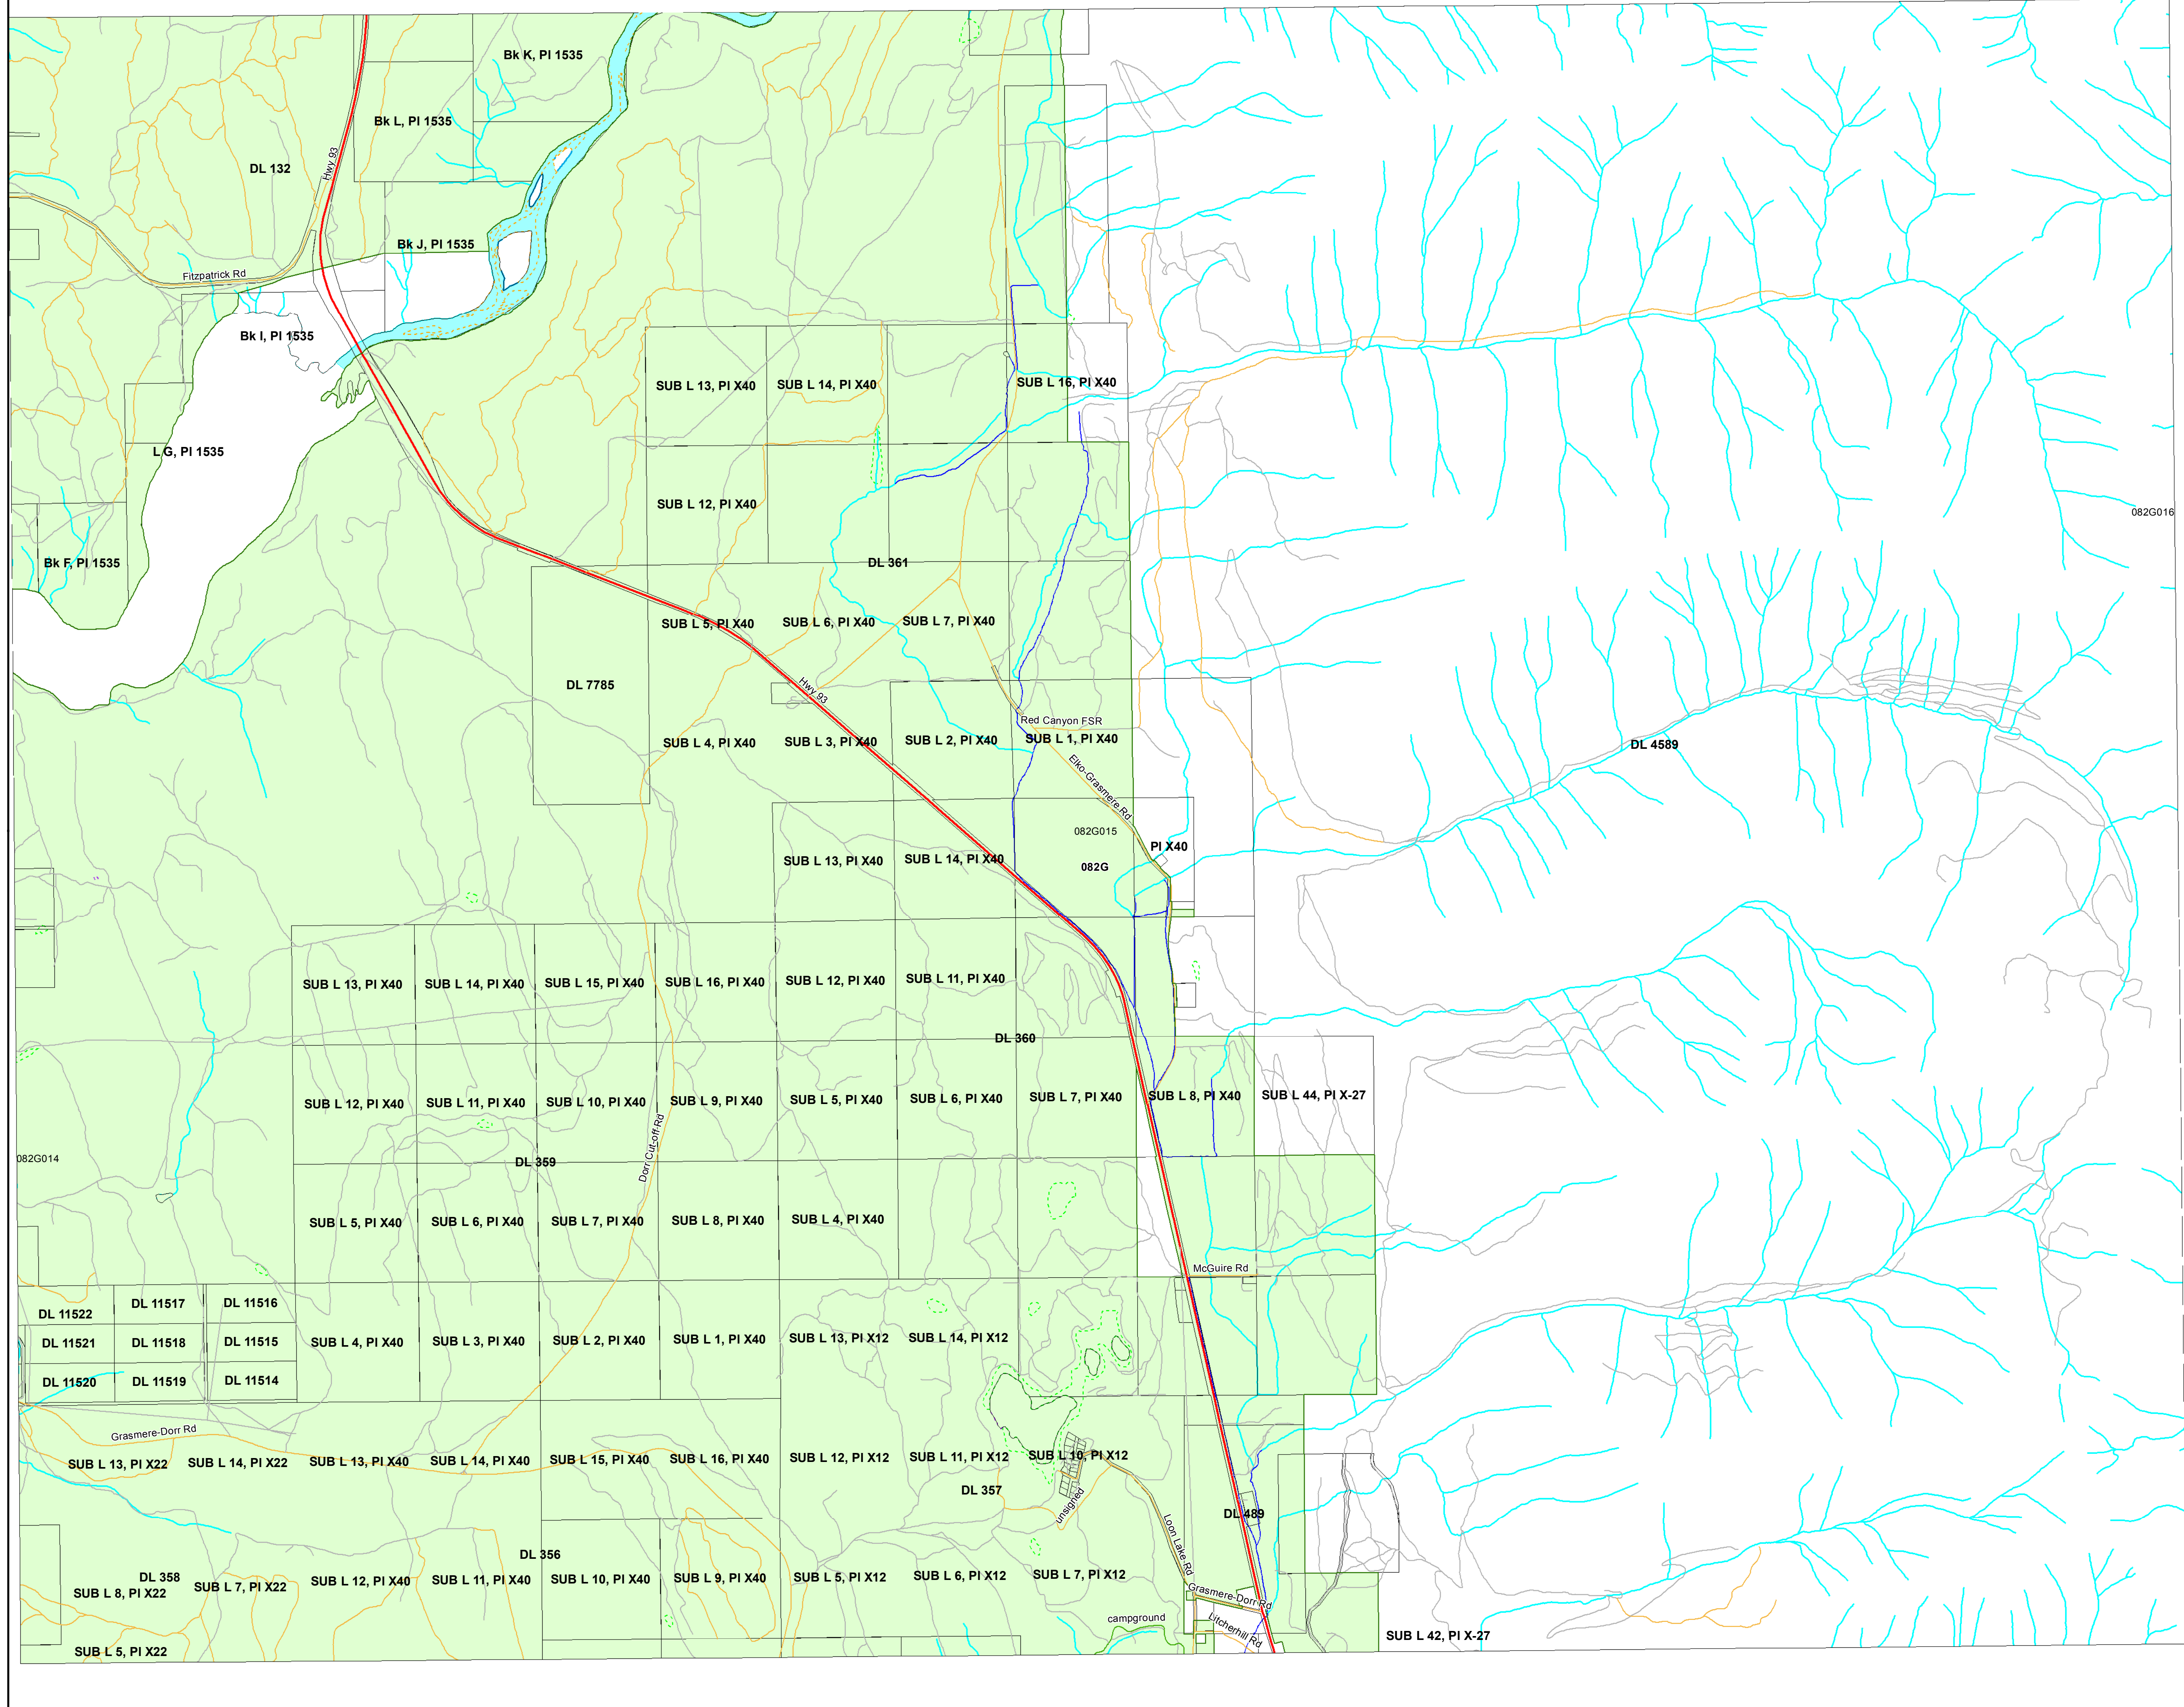 Bk K, Pl 1535
Bk L, Pl 1535
Hwy 93
DL 132
Bk J, Pl 1535
Fitzpatrick Rd
Bk I, Pl 1535
SUB L 13, Pl X40
SUB L 14, Pl X40
SUB L 16, Pl X40
L G, Pl 1535
SUB L 12, Pl X40
082G016
Bk F, Pl 1535
DL 361
SUB L 5, Pl X40
SUB L 6, Pl X40
SUB L 7, Pl X40
DL 7785
Hwy 93
Red Canyon FSR
SUB L 4, Pl X40
SUB L 3, Pl X40
SUB L 2, Pl X40
SUB L 1, Pl X40
DL 4589
Elko-Grasmere Rd
082G015
Pl X40
SUB L 13, Pl X40
SUB L 14, Pl X40
082G
SUB L 13, Pl X40
SUB L 14, Pl X40
SUB L 15, Pl X40
SUB L 16, Pl X40
SUB L 12, Pl X40
SUB L 11, Pl X40
DL 360
SUB L 12, Pl X40
SUB L 11, Pl X40
SUB L 10, Pl X40
SUB L 9, Pl X40
SUB L 5, Pl X40
SUB L 6, Pl X40
SUB L 7, Pl X40
SUB L 8, Pl X40
SUB L 44, Pl X-27
Dorr Cut-off Rd
082G014
DL 359
SUB L 5, Pl X40
SUB L 6, Pl X40
SUB L 7, Pl X40
SUB L 8, Pl X40
SUB L 4, Pl X40
McGuire Rd
DL 11522
DL 11517
DL 11516
DL 11521
DL 11518
DL 11515
SUB L 4, Pl X40
SUB L 3, Pl X40
SUB L 2, Pl X40
SUB L 1, Pl X40
SUB L 13, Pl X12
SUB L 14, Pl X12
DL 11520
DL 11519
DL 11514
Grasmere-Dorr Rd
SUB L 13, Pl X22
SUB L 14, Pl X22
SUB L 13, Pl X40
SUB L 14, Pl X40
SUB L 15, Pl X40
SUB L 16, Pl X40
SUB L 12, Pl X12
SUB L 11, Pl X12
SUB L 10, Pl X12
DL 357
unsigned
DL 489
Loon Lake Rd
DL 356
DL 358
SUB L 8, Pl X22
SUB L 7, Pl X22
SUB L 12, Pl X40
SUB L 11, Pl X40
SUB L 10, Pl X40
SUB L 9, Pl X40
SUB L 5, Pl X12
SUB L 6, Pl X12
SUB L 7, Pl X12
Grasmere-Dorr Rd
campground
Litcherhill Rd
SUB L 42, Pl X-27
SUB L 5, Pl X22